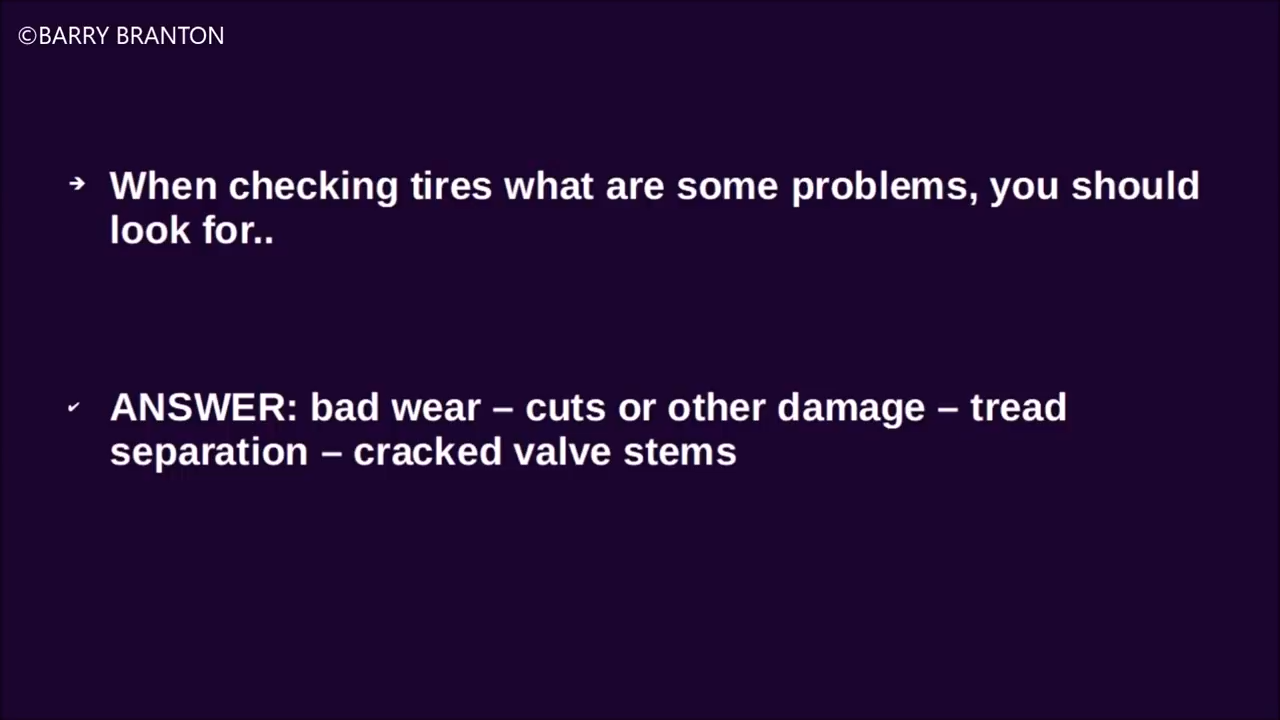 ©BARRY BRANTON
➔ When checking tires what are some problems, you should
look for..
✔ ANSWER: bad wear – cuts or other damage – tread
separation – cracked valve stems